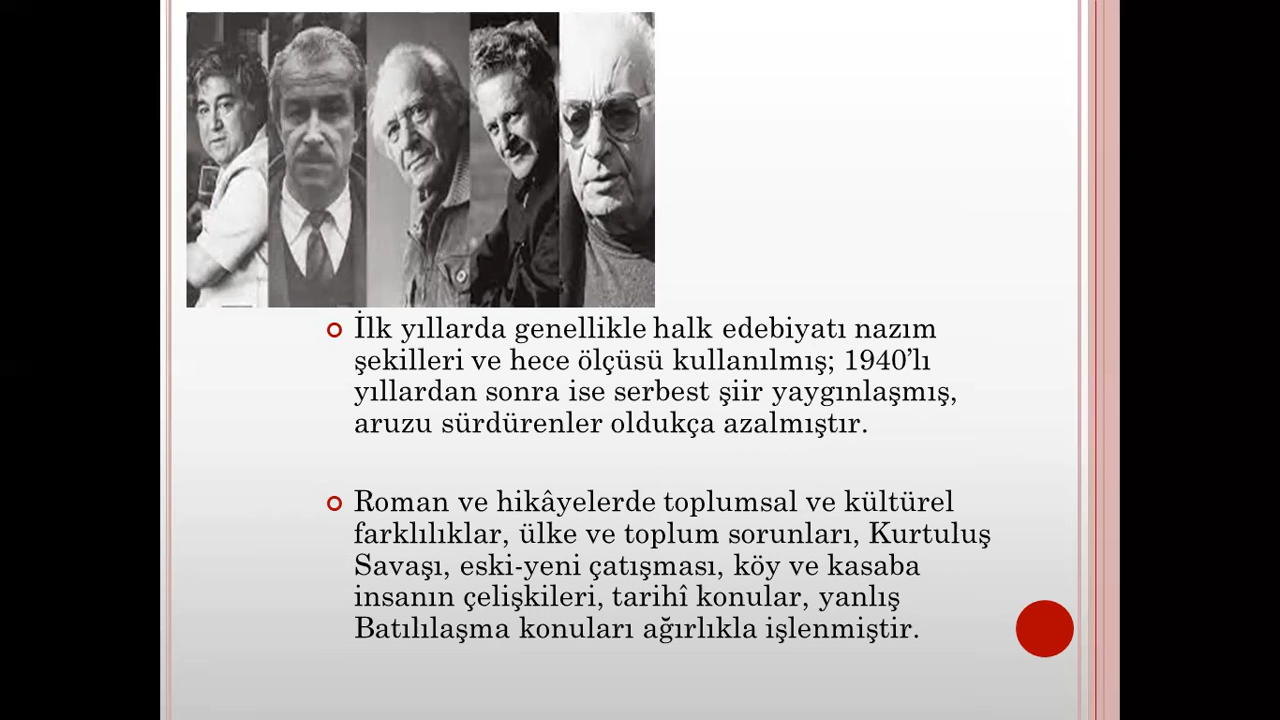 İlk yıllarda genellikle halk edebiyatı nazım
şekilleri ve hece ölçüsü kullanılmış; 1940’lı
yıllardan sonra ise serbest şiir yaygınlaşmış,
aruzu sürdürenler oldukça azalmıştır.
Roman ve hikâyelerde toplumsal ve kültürel
farklılıklar, ülke ve toplum sorunları, Kurtuluş
Savaşı, eski-yeni çatışması, köy ve kasaba
insanın çelişkileri, tarihî konular, yanlış
Batılılaşma konuları ağırlıkla işlenmiştir.